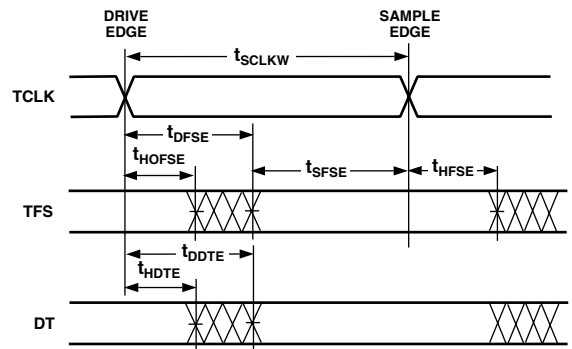 DRIVE EDGE
SAMPLE EDGE
tSCLKW
TCLK
tDFSE
tHOFSE
tSFSE
tHFSE
TFS
tDDTE
tHDTE
DT